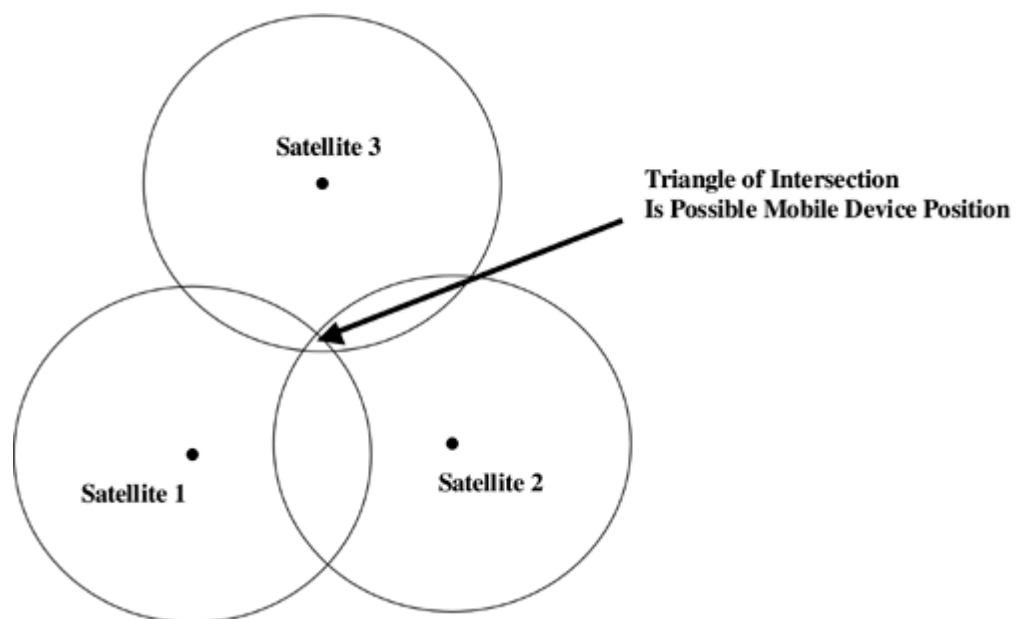 Satellite 3
Triangle of Intersection
Is Possible Mobile Device Position
Satellite 1
Satellite 2